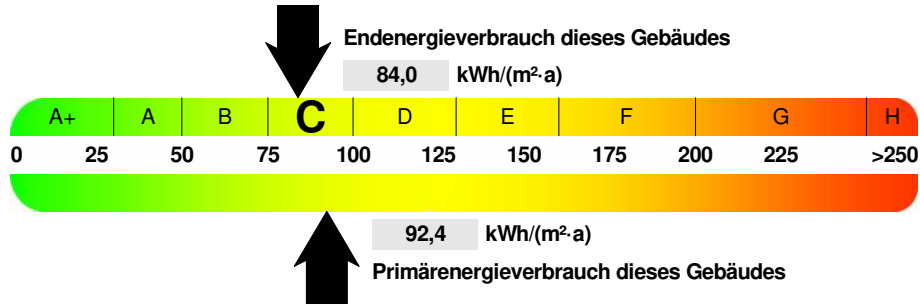 Endenergieverbrauch dieses Gebäudes
84,0 kWh/(m²·a)
A+ A B C D E F G H
0 25 50 75 100 125 150 175 200 225 >250
92,4 kWh/(m²·a)
Primärenergieverbrauch dieses Gebäudes